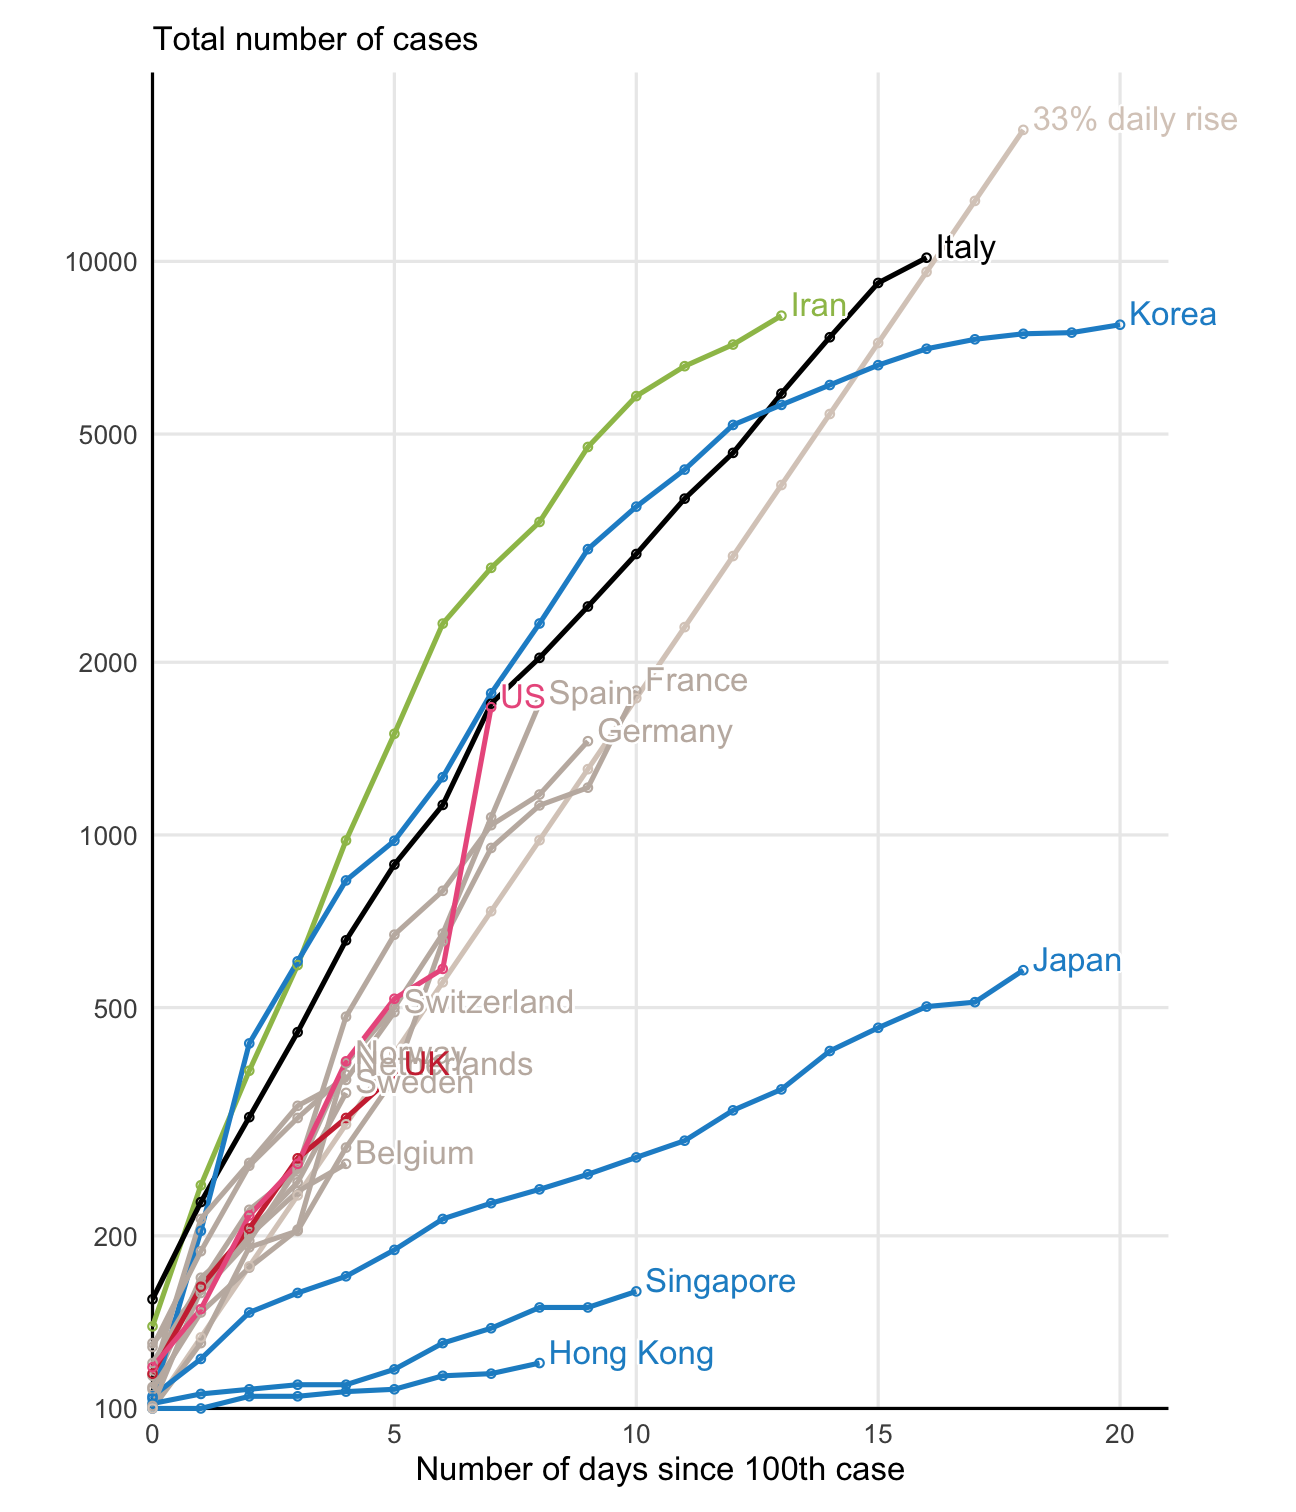 Total number of cases
33% daily rise
Italy
10000
Iran
Korea
5000
2000
France
US
Spain
Germany
1000
Japan
Switzerland
500
Norway
Netherlands
UK
Sweden
Belgium
200
Singapore
Hong Kong
100
0 5 10 15 20
Number of days since 100th case